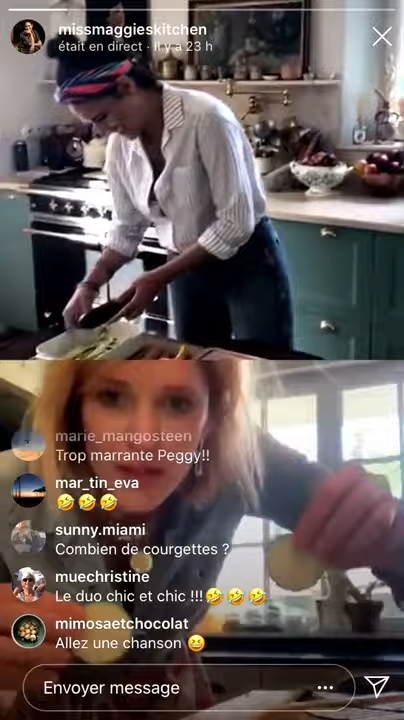 missmaggieskitchen
était en direct · Il y a 23 h
marie_mangosteen
Trop marrante Peggy!!
mar_tin_eva
🤣🤣🤣
sunny.miami
Combien de courgettes ?
muechristine
Le duo chic et chic !!!🤣🤣🤣
mimosaetchocolat
Allez une chanson 😆
Envoyer message